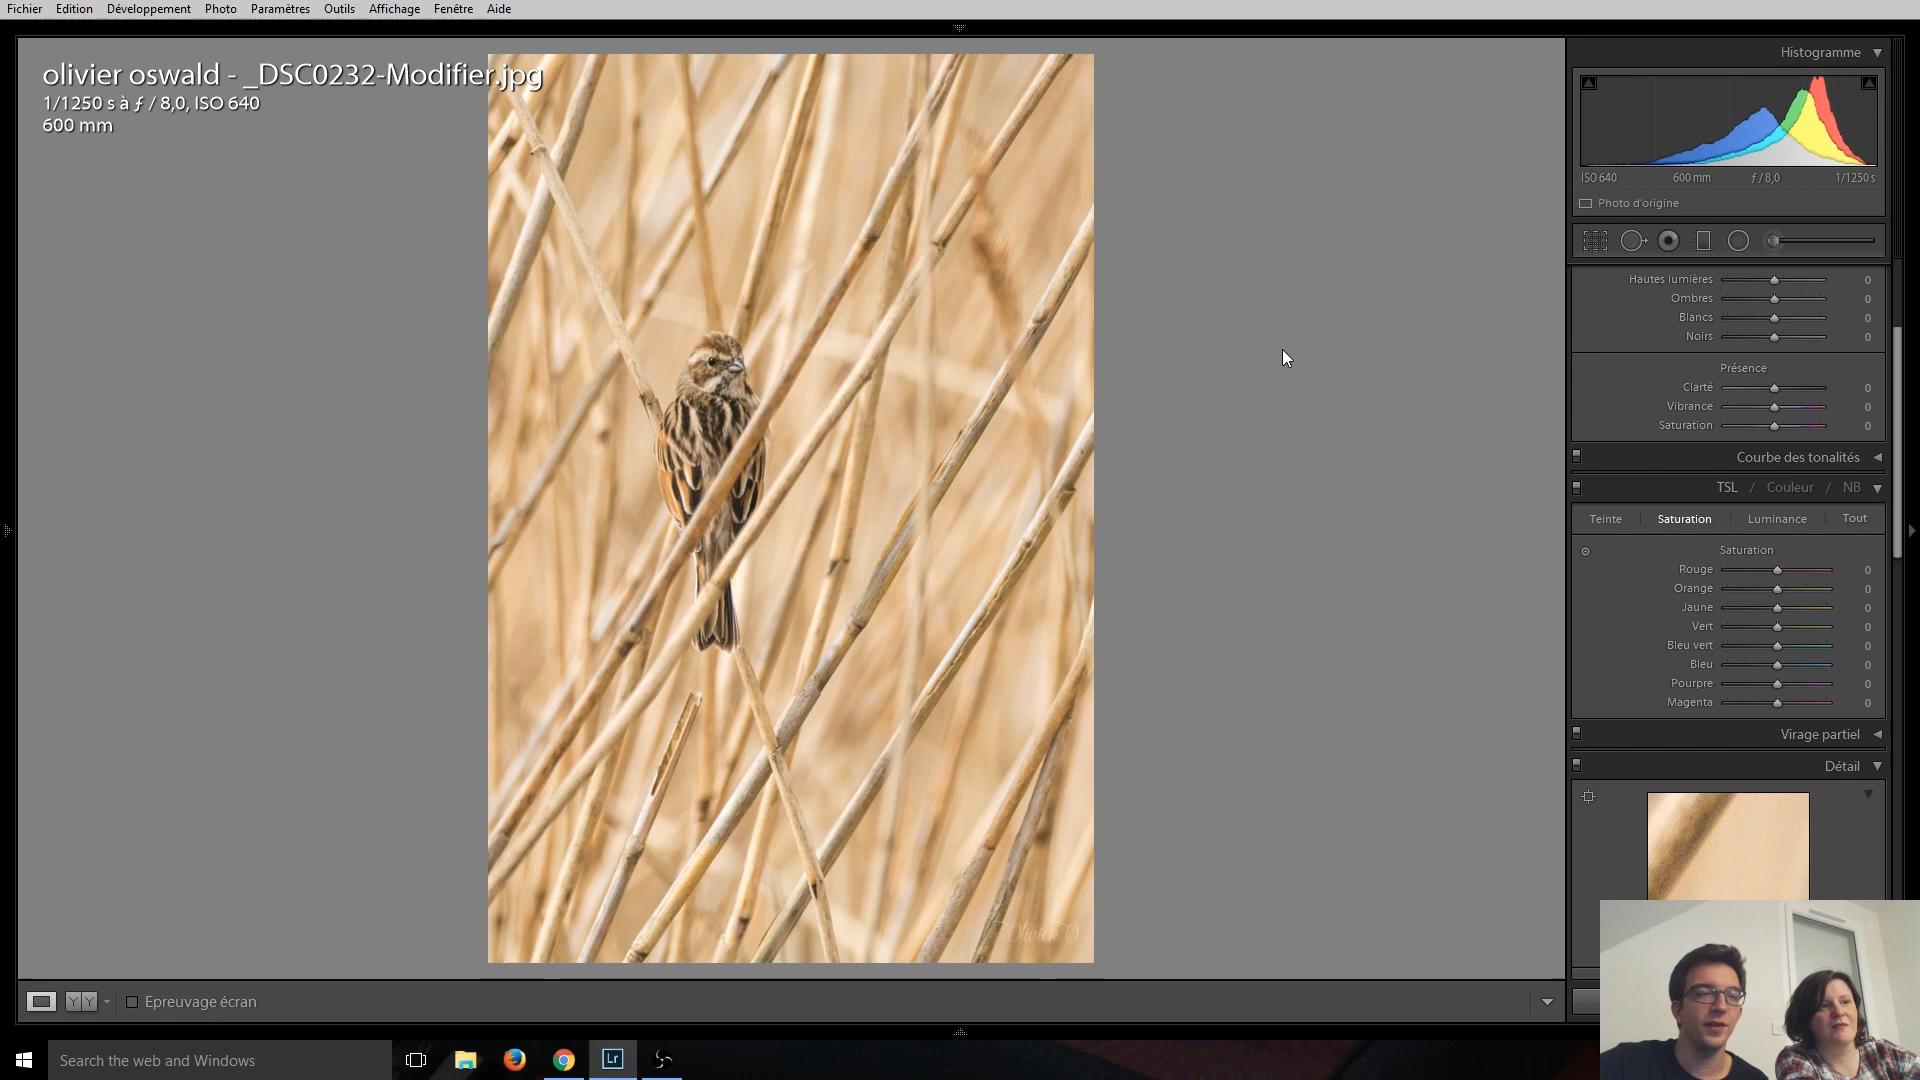 Fichier Edition Développement Photo Paramètres Outils Affichage Fenêtre Aide
olivier oswald - _DSC0232-Modifier.jpg
1/1250 s à ƒ / 8,0, ISO 640
600 mm
Histogramme
ISO 640 600 mm ƒ / 8,0 1/1250 s
Photo d'origine
Hautes lumières 0
Ombres 0
Blancs 0
Noirs 0
Présence
Clarté 0
Vibrance 0
Saturation 0
Courbe des tonalités
TSL / Couleur / NB
Teinte Saturation Luminance Tout
Saturation
Rouge 0
Orange 0
Jaune 0
Vert 0
Bleu vert 0
Bleu 0
Pourpre 0
Magenta 0
Virage partiel
Détail
Olivier O
YY Epreuvage écran
Search the web and Windows
Lr